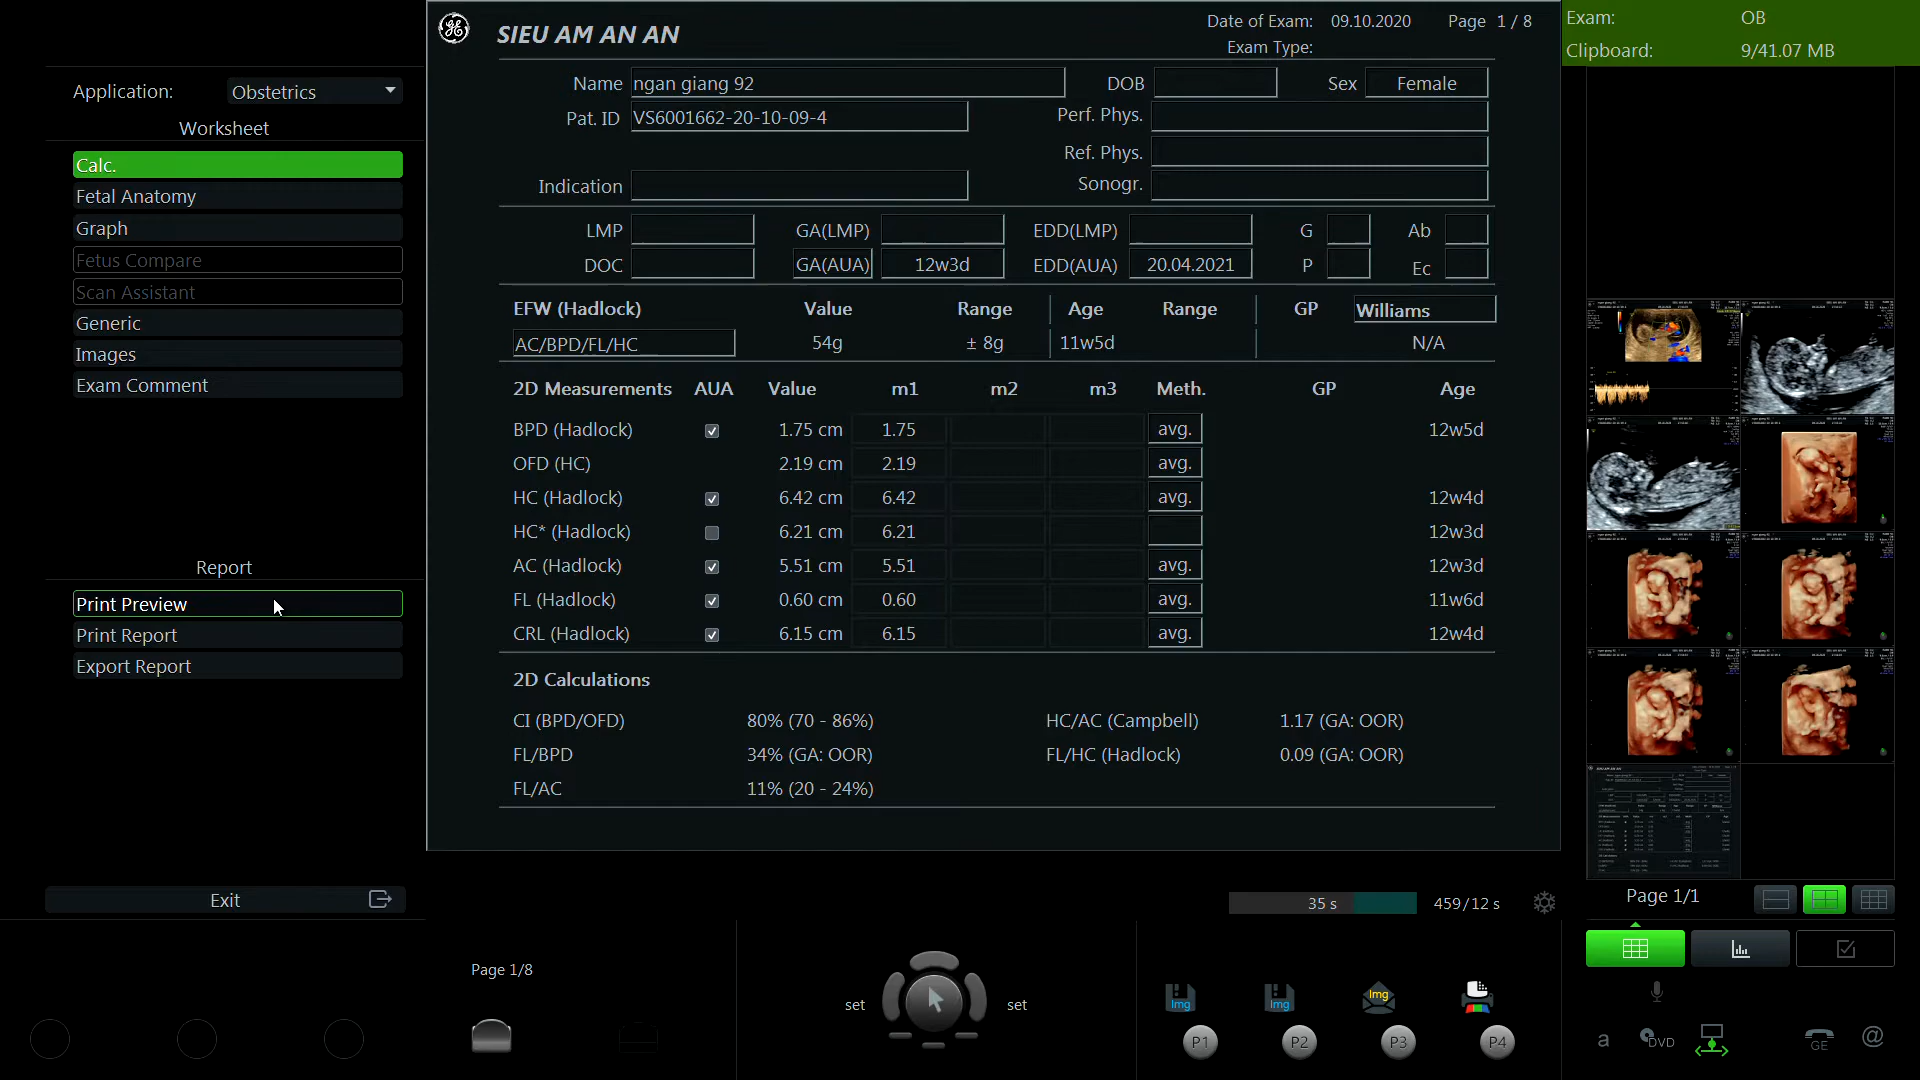 SIEU AM AN AN
Date of Exam: 09.10.2020 Page 1 / 8
Exam Type:
Exam: OB
Clipboard: 9/41.07 MB
Application: Obstetrics
Worksheet
Calc.
Fetal Anatomy
Graph
Fetus Compare
Scan Assistant
Generic
Images
Exam Comment
Report
Print Preview
Print Report
Export Report
Exit
Name ngan giang 92 DOB Sex Female
Pat. ID VS6001662-20-10-09-4 Perf. Phys.
Ref. Phys.
Indication Sonogr.
LMP GA(LMP) EDD(LMP) G Ab
DOC GA(AUA) 12w3d EDD(AUA) 20.04.2021 P Ec
EFW (Hadlock) Value Range Age Range GP Williams
AC/BPD/FL/HC 54g ± 8g 11w5d N/A
2D Measurements AUA Value m1 m2 m3 Meth. GP Age
BPD (Hadlock) 1.75 cm 1.75 avg. 12w5d
OFD (HC) 2.19 cm 2.19 avg.
HC (Hadlock) 6.42 cm 6.42 avg. 12w4d
HC* (Hadlock) 6.21 cm 6.21 12w3d
AC (Hadlock) 5.51 cm 5.51 avg. 12w3d
FL (Hadlock) 0.60 cm 0.60 avg. 11w6d
CRL (Hadlock) 6.15 cm 6.15 avg. 12w4d
2D Calculations
CI (BPD/OFD) 80% (70 - 86%) HC/AC (Campbell) 1.17 (GA: OOR)
FL/BPD 34% (GA: OOR) FL/HC (Hadlock) 0.09 (GA: OOR)
FL/AC 11% (20 - 24%)
35 s 459/12 s
Page 1/1
Page 1/8
set set
Img Img Img
P1 P2 P3 P4
a DVD GE @